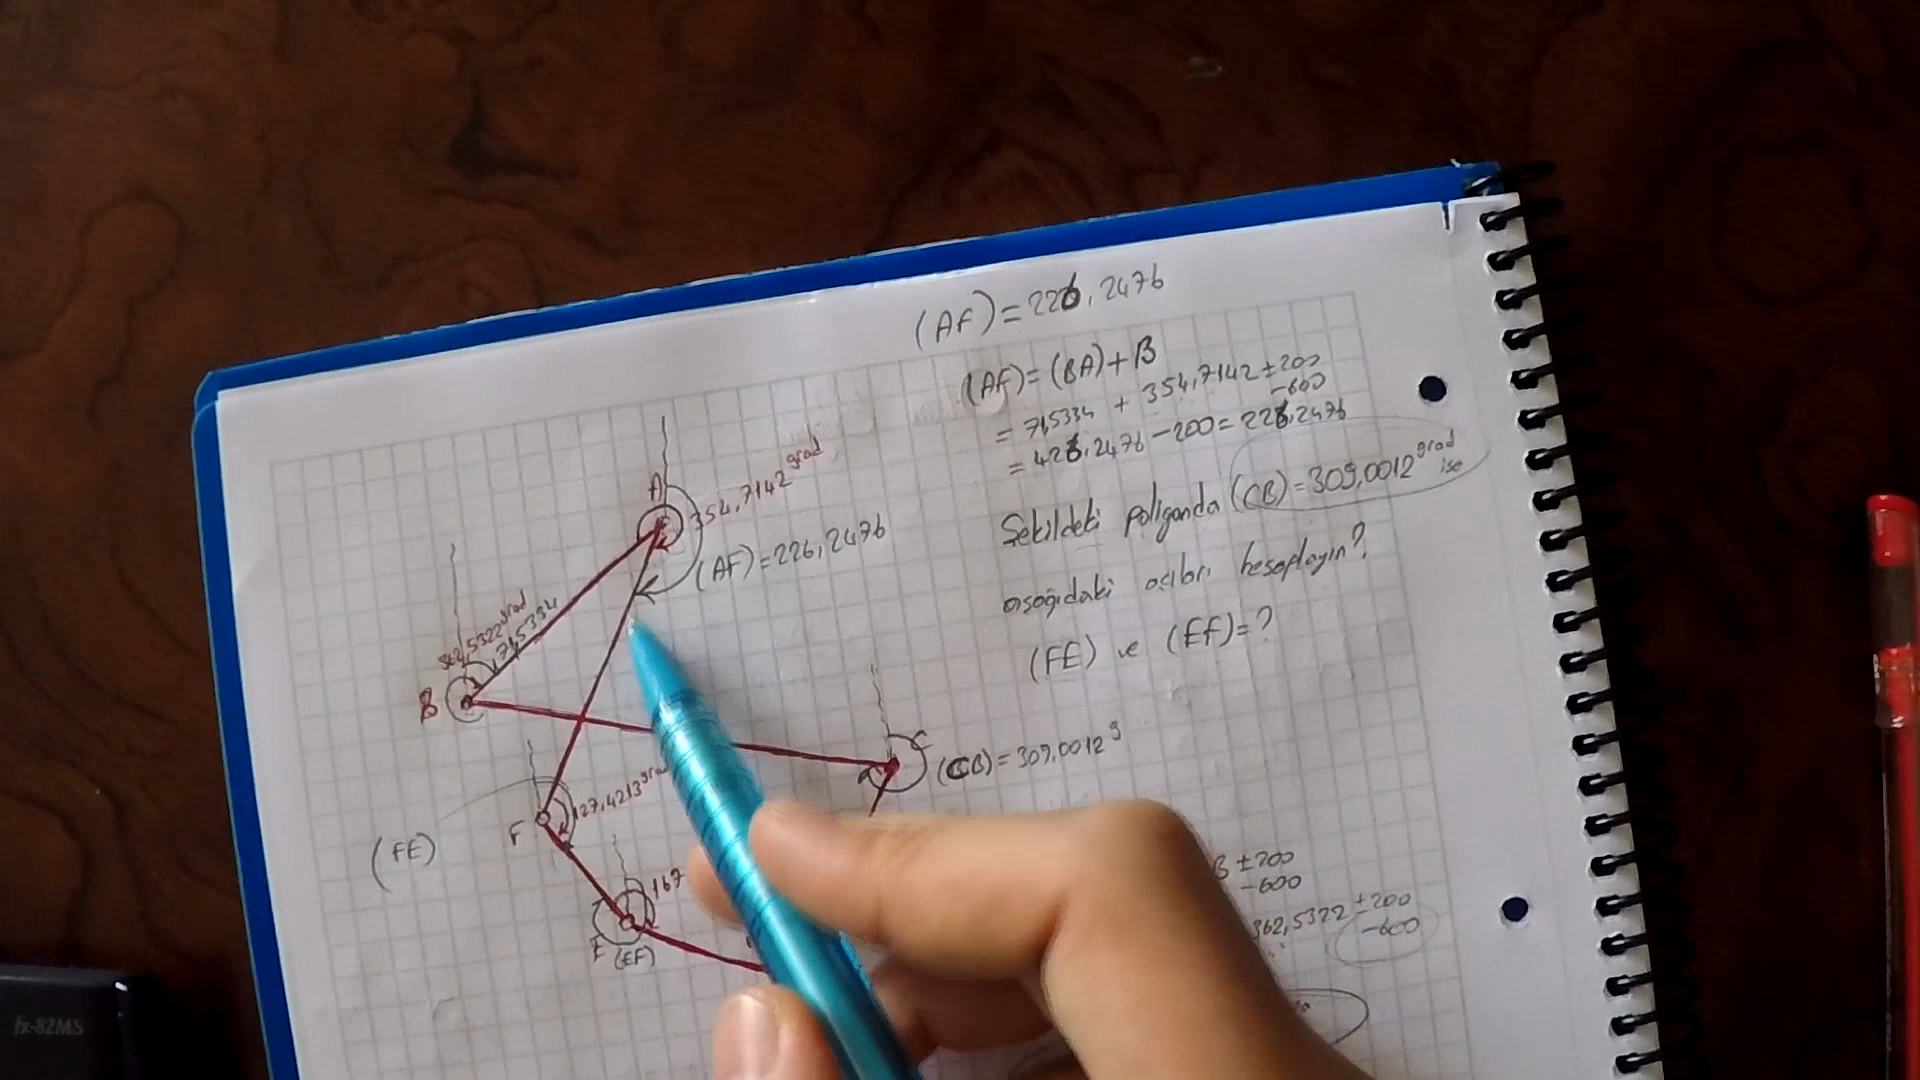 (AF) = 226,2476
(AF) = (BA) + B
= 71,5334 + 354,7142 ± 200
-600
= 426,2476 - 200 = 226,2476
Şekildeki poligonda (CB) = 309,0012 grad ise
aşağıdaki açıları hesaplayın?
(FE) ve (EF) = ?
A
354,7142 grad
(AF) = 226,2476
362,5322 grad
71,5334
B
C
(CB) = 309,0012 g
F
127,4213
(FE)
167
E
(EF)
B ± 200
-600
362,5322 ± 200
-600
fx-82MS